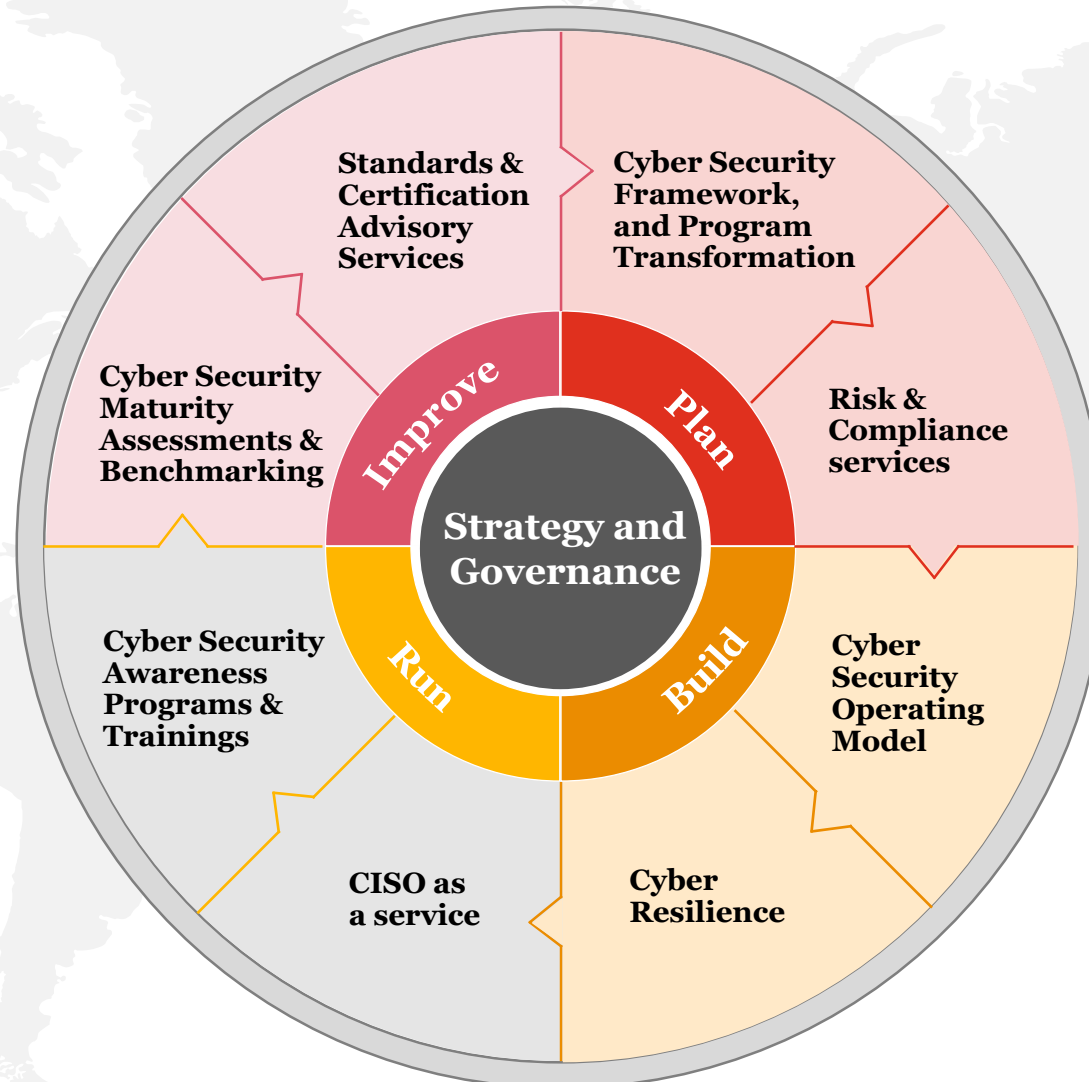 Standards &
Certification
Advisory
Services
Cyber Security
Framework,
and Program
Transformation
Cyber Security
Maturity
Assessments &
Benchmarking
Improve
Plan
Risk &
Compliance
services
Strategy and
Governance
Cyber Security
Awareness
Programs &
Trainings
Run
Build
Cyber
Security
Operating
Model
CISO as
a service
Cyber
Resilience